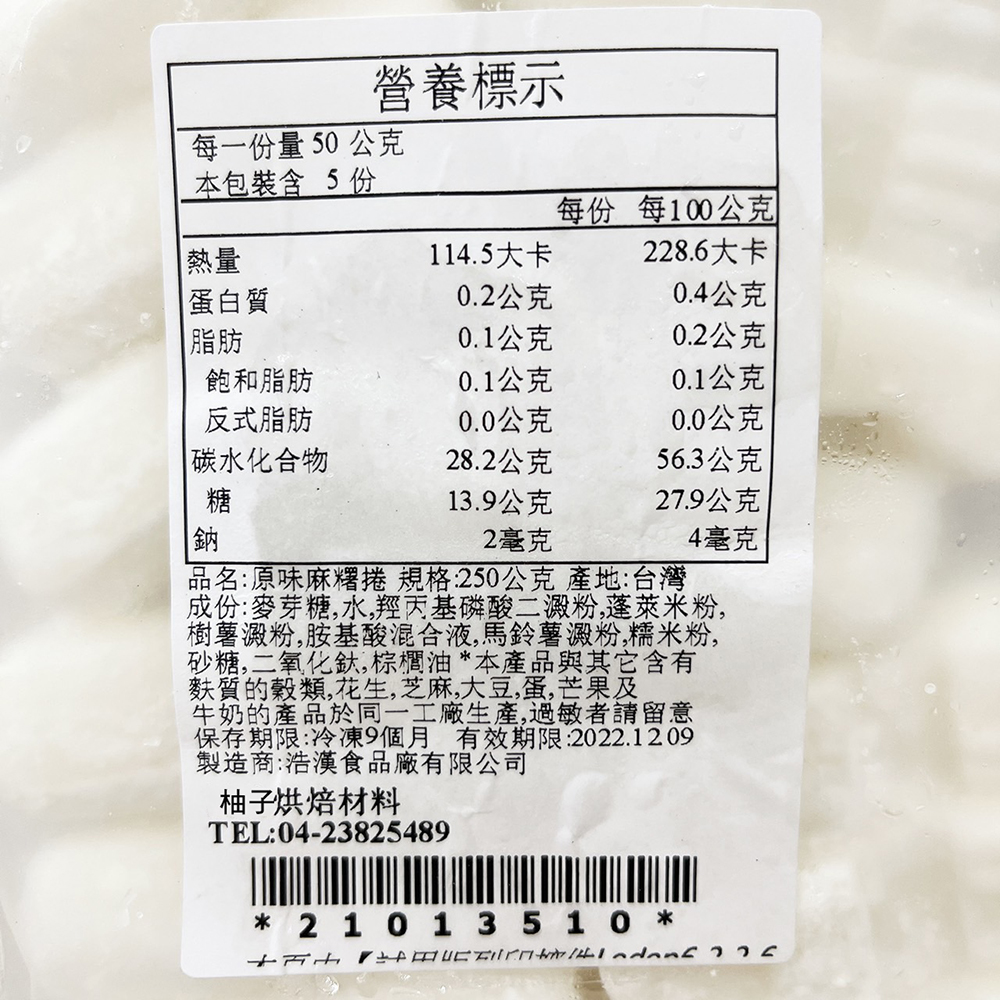 營養標示
每一份量 50 公克
本包裝含 5 份
每份 每100公克
熱量 114.5大卡 228.6大卡
蛋白質 0.2公克 0.4公克
脂肪 0.1公克 0.2公克
飽和脂肪 0.1公克 0.1公克
反式脂肪 0.0公克 0.0公克
碳水化合物 28.2公克 56.3公克
糖 13.9公克 27.9公克
鈉 2毫克 4毫克
品名:原味麻糬捲 規格:250公克 產地:台灣
成份:麥芽糖,水,羥丙基磷酸二澱粉,蓬萊米粉,
樹薯澱粉,胺基酸混合液,馬鈴薯澱粉,糯米粉,
砂糖,二氧化鈦,棕櫚油 *本產品與其它含有
麩質的穀類,花生,芝麻,大豆,蛋,芒果及
牛奶的產品於同一工廠生產,過敏者請留意
保存期限:冷凍9個月 有效期限:2022.12 09
製造商:浩漢食品廠有限公司
柚子烘焙材料
TEL:04-23825489
*21013510*